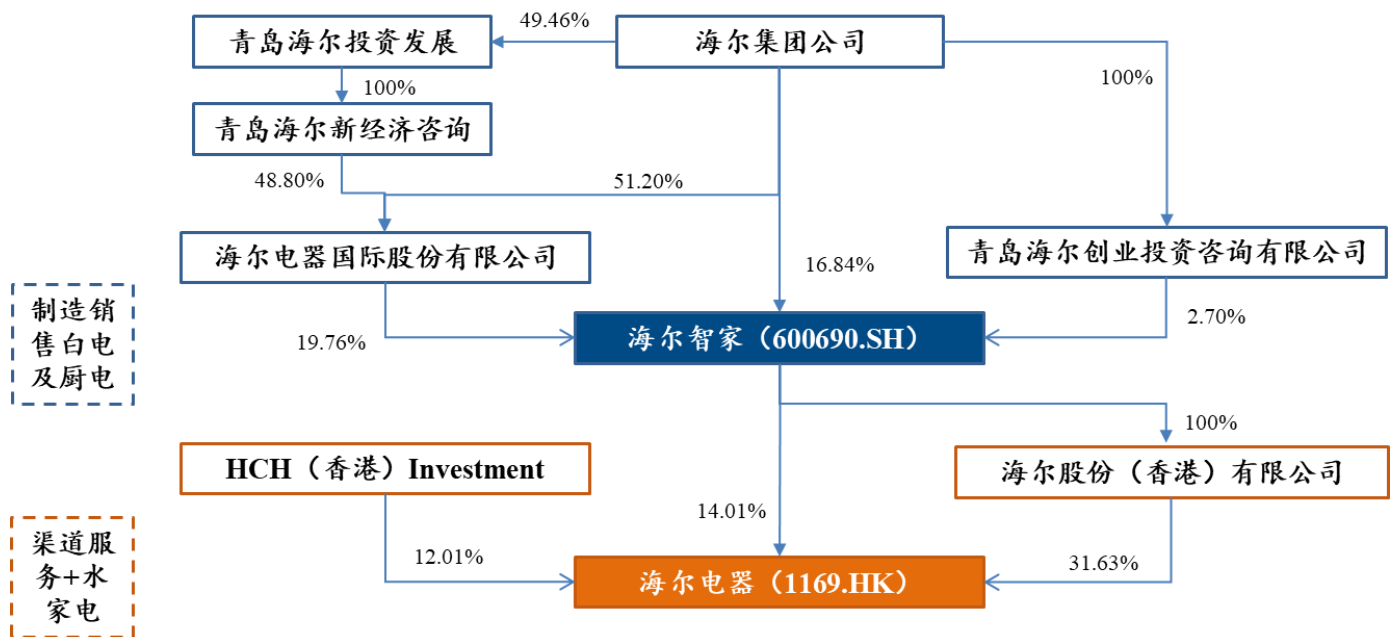 49.46%
青岛海尔投资发展
海尔集团公司
100%
100%
青岛海尔新经济咨询
48.80%
51.20%
海尔电器国际股份有限公司
16.84%
青岛海尔创业投资咨询有限公司
制造销
售白电
及厨电
19.76%
海尔智家（600690.SH）
2.70%
100%
HCH（香港）Investment
海尔股份（香港）有限公司
14.01%
渠道服
务+水
家电
12.01%
海尔电器（1169.HK）
31.63%